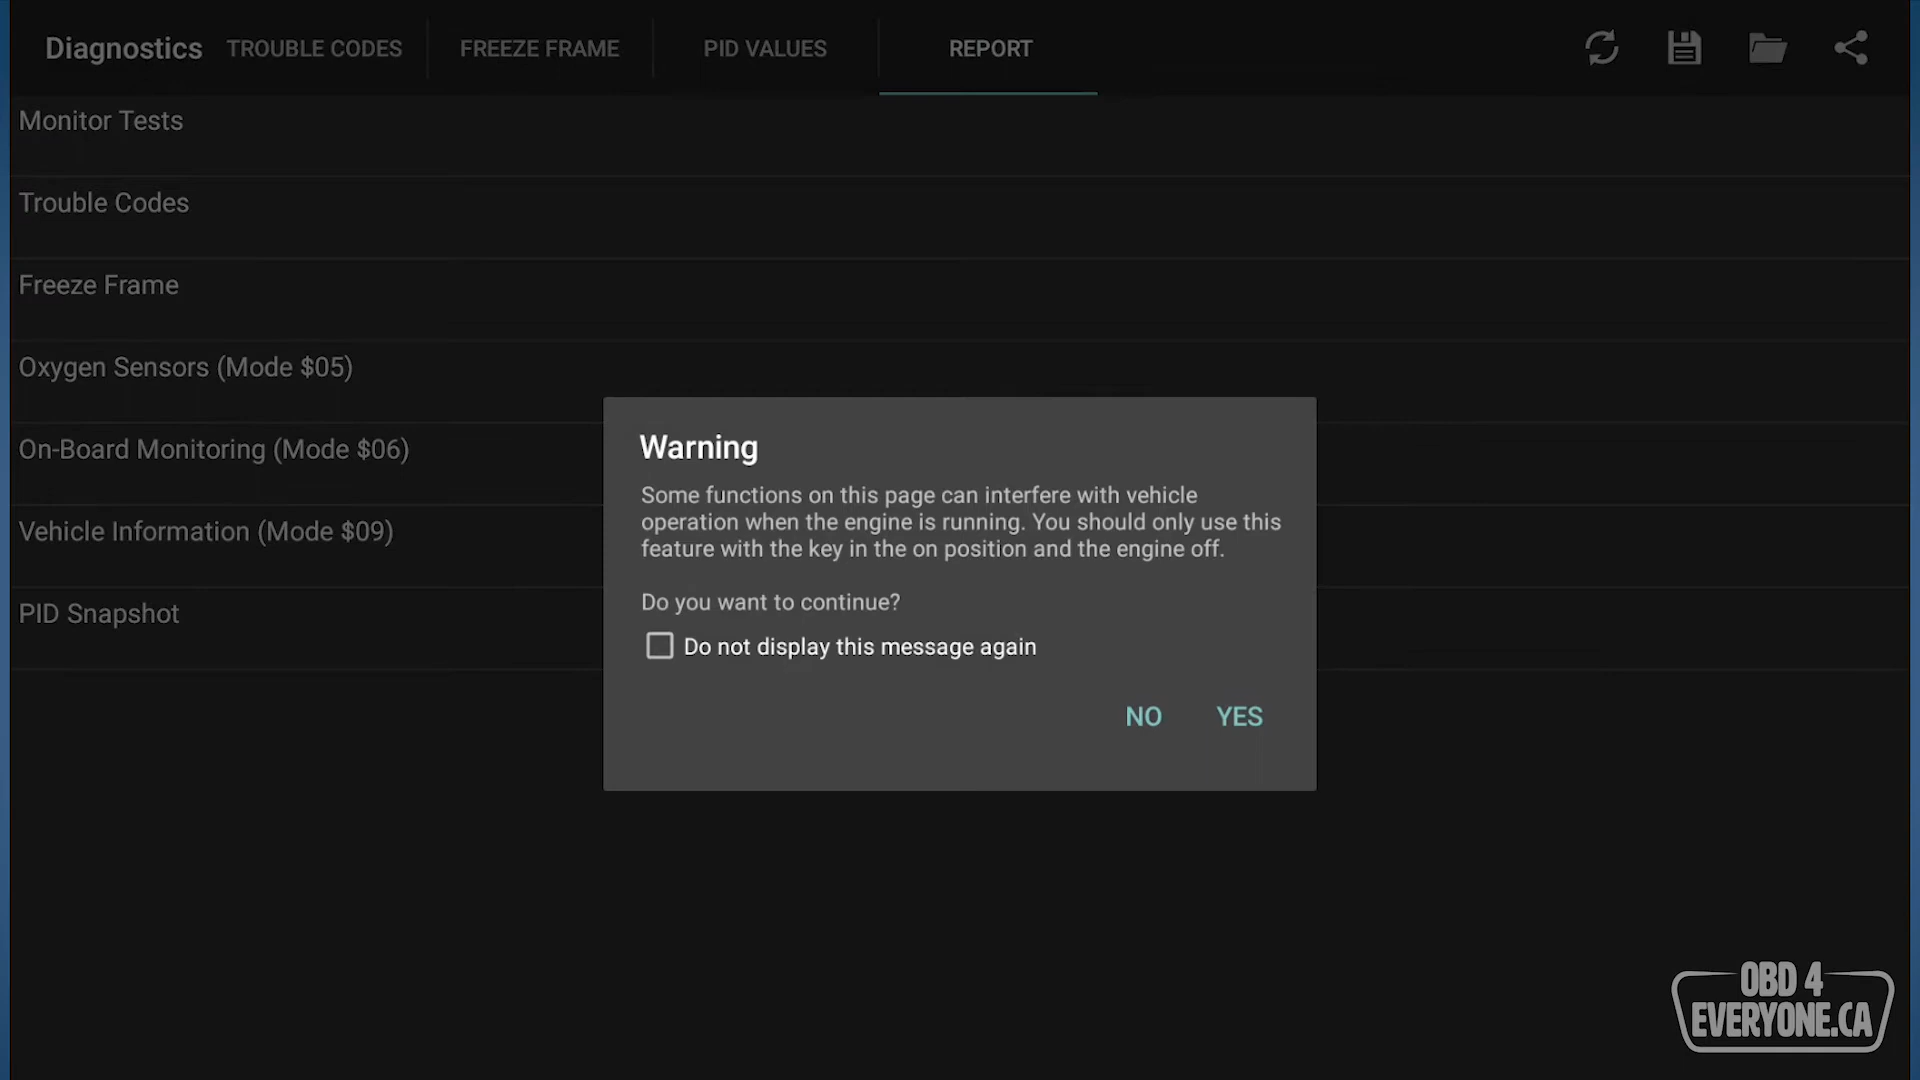 Diagnostics TROUBLE CODES FREEZE FRAME PID VALUES REPORT
Monitor Tests
Trouble Codes
Freeze Frame
Oxygen Sensors (Mode $05)
On-Board Monitoring (Mode $06)
Vehicle Information (Mode $09)
PID Snapshot
Warning
Some functions on this page can interfere with vehicle
operation when the engine is running. You should only use this
feature with the key in the on position and the engine off.
Do you want to continue?
Do not display this message again
NO YES
OBD 4
EVERYONE.CA